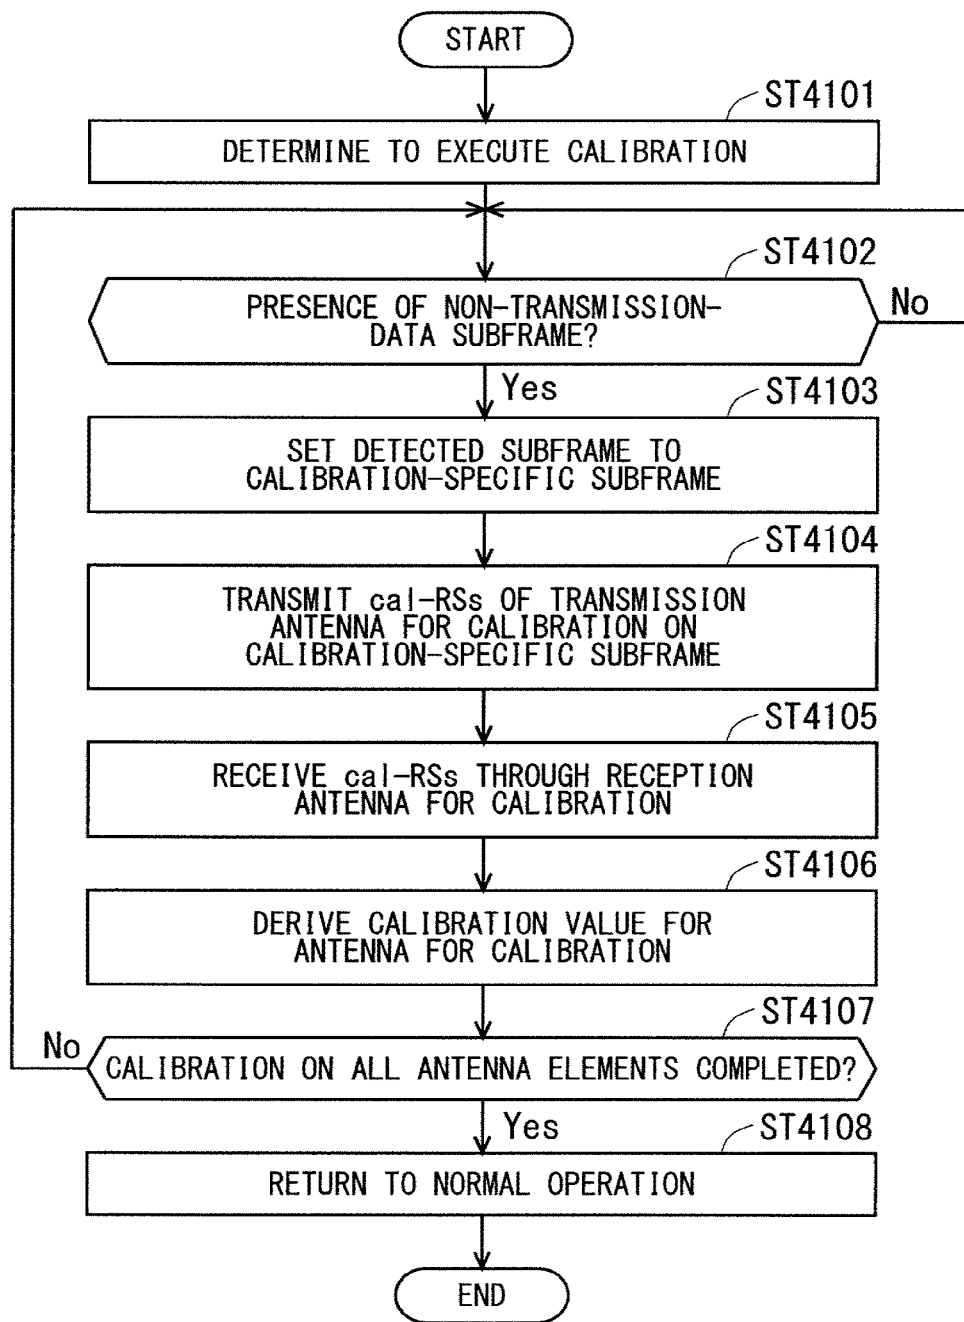 START
ST4101
DETERMINE TO EXECUTE CALIBRATION
ST4102
PRESENCE OF NON-TRANSMISSION-
DATA SUBFRAME?
No
Yes
ST4103
SET DETECTED SUBFRAME TO
CALIBRATION-SPECIFIC SUBFRAME
ST4104
TRANSMIT cal-RSs OF TRANSMISSION
ANTENNA FOR CALIBRATION ON
CALIBRATION-SPECIFIC SUBFRAME
ST4105
RECEIVE cal-RSs THROUGH RECEPTION
ANTENNA FOR CALIBRATION
ST4106
DERIVE CALIBRATION VALUE FOR
ANTENNA FOR CALIBRATION
ST4107
No
CALIBRATION ON ALL ANTENNA ELEMENTS COMPLETED?
Yes
ST4108
RETURN TO NORMAL OPERATION
END